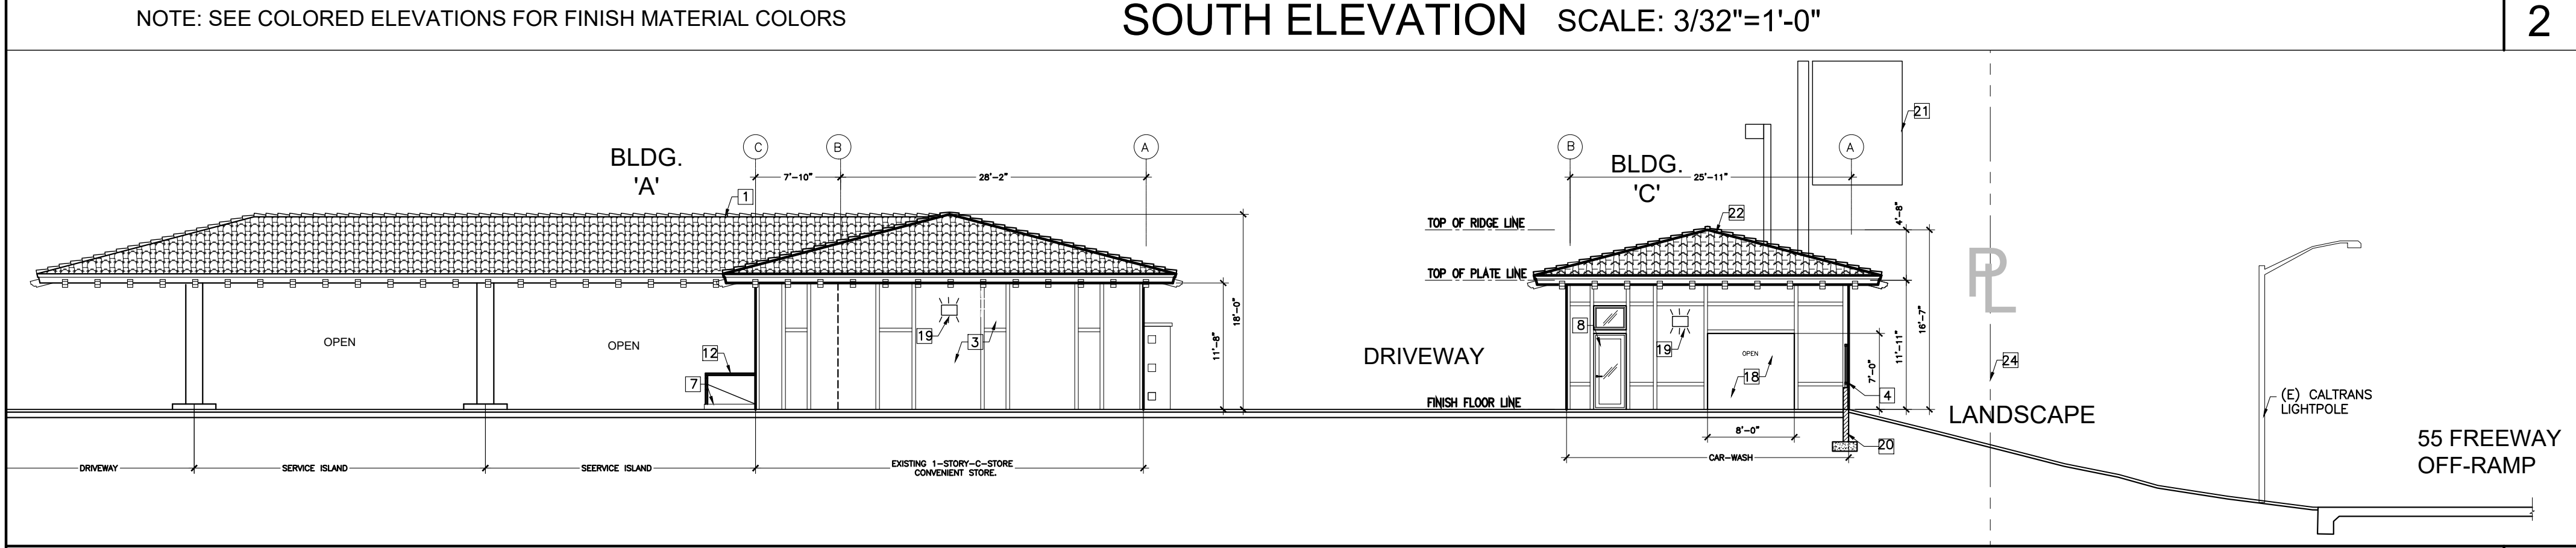 NOTE: SEE COLORED ELEVATIONS FOR FINISH MATERIAL COLORS
SOUTH ELEVATION SCALE: 3/32"=1'-0"
2
BLDG.
'A'
C
B
A
7'-10"
28'-2"
1
18'-0"
11'-8"
OPEN
OPEN
12
7
19
3
DRIVEWAY
SERVICE ISLAND
SEERVICE ISLAND
EXISTING 1-STORY-C-STORE
CONVENIENT STORE.
DRIVEWAY
TOP OF RIDGE LINE
TOP OF PLATE LINE
FINISH FLOOR LINE
B
A
BLDG.
'C'
25'-11"
21
22
4'-8"
16'-7"
11'-11"
7'-0"
8
19
OPEN
18
4
8'-0"
20
CAR-WASH
PL
24
LANDSCAPE
(E) CALTRANS
LIGHTPOLE
55 FREEWAY
OFF-RAMP